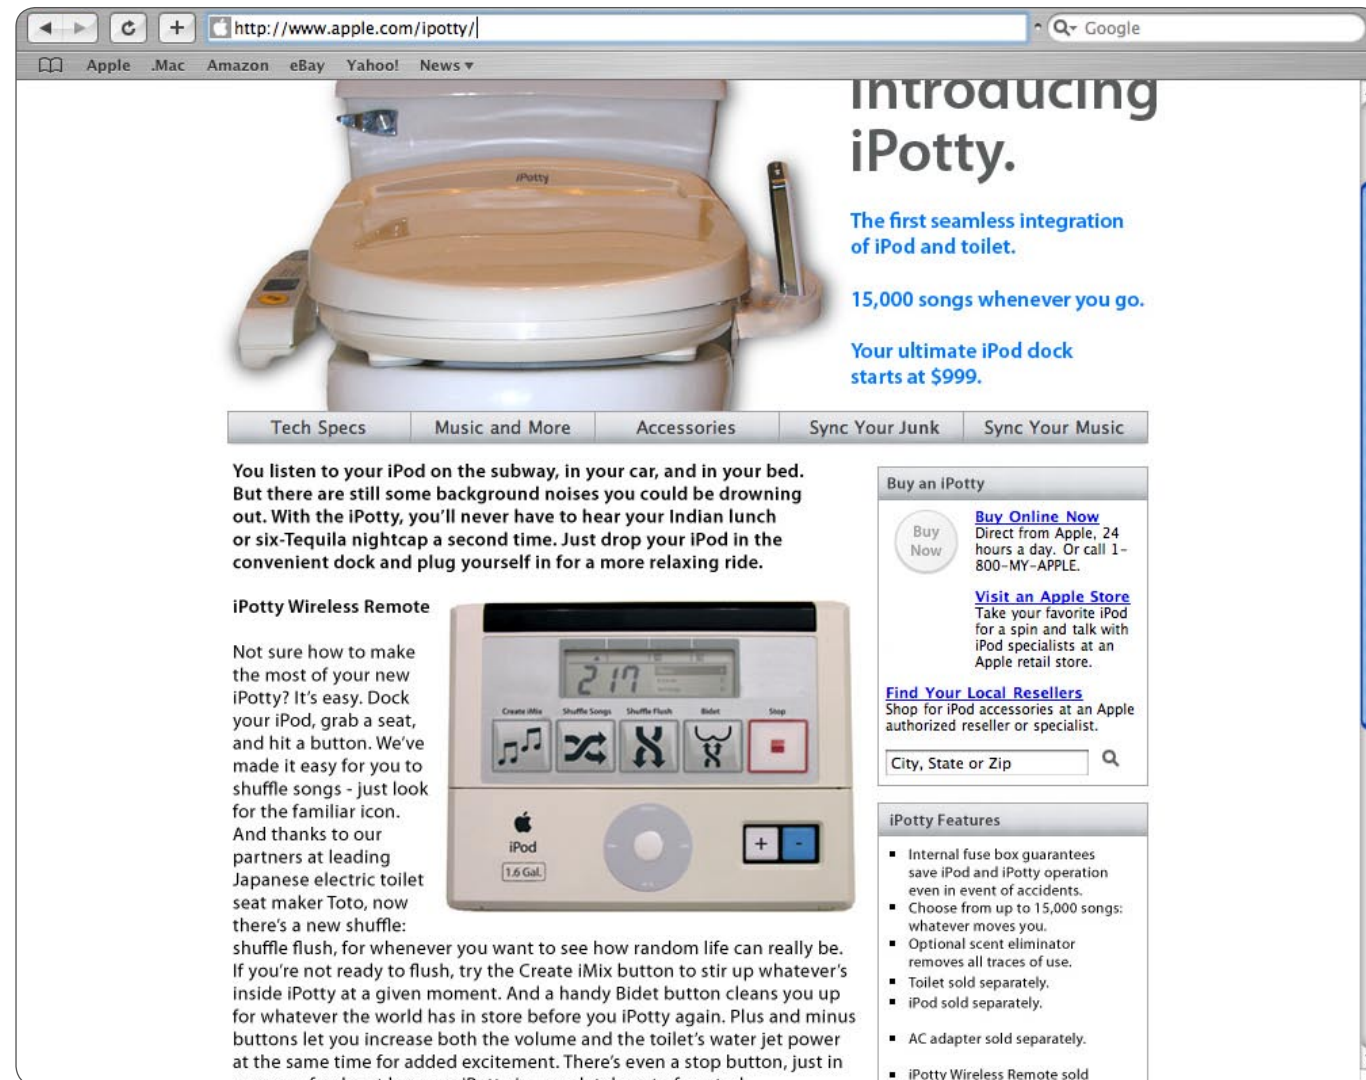 http://www.apple.com/ipotty/
Google
Apple .Mac Amazon eBay Yahoo! News
Introducing
iPotty.
iPotty
The first seamless integration
of iPod and toilet.
15,000 songs whenever you go.
Your ultimate iPod dock
starts at $999.
Tech Specs Music and More Accessories Sync Your Junk Sync Your Music
You listen to your iPod on the subway, in your car, and in your bed.
But there are still some background noises you could be drowning
out. With the iPotty, you'll never have to hear your Indian lunch
or six-Tequila nightcap a second time. Just drop your iPod in the
convenient dock and plug yourself in for a more relaxing ride.
iPotty Wireless Remote
Not sure how to make
the most of your new
iPotty? It's easy. Dock
your iPod, grab a seat,
and hit a button. We've
made it easy for you to
shuffle songs - just look
for the familiar icon.
And thanks to our
partners at leading
Japanese electric toilet
seat maker Toto, now
there's a new shuffle:
shuffle flush, for whenever you want to see how random life can really be.
If you're not ready to flush, try the Create iMix button to stir up whatever's
inside iPotty at a given moment. And a handy Bidet button cleans you up
for whatever the world has in store before you iPotty again. Plus and minus
buttons let you increase both the volume and the toilet's water jet power
at the same time for added excitement. There's even a stop button, just in
217
Create iMix Shuffle Songs Shuffle Flush Bidet Stop
iPod
1.6 Gal.
+ -
Buy an iPotty
Buy
Now
Buy Online Now
Direct from Apple, 24
hours a day. Or call 1-
800-MY-APPLE.
Visit an Apple Store
Take your favorite iPod
for a spin and talk with
iPod specialists at an
Apple retail store.
Find Your Local Resellers
Shop for iPod accessories at an Apple
authorized reseller or specialist.
City, State or Zip
iPotty Features
Internal fuse box guarantees
save iPod and iPotty operation
even in event of accidents.
Choose from up to 15,000 songs:
whatever moves you.
Optional scent eliminator
removes all traces of use.
Toilet sold separately.
iPod sold separately.
AC adapter sold separately.
iPotty Wireless Remote sold